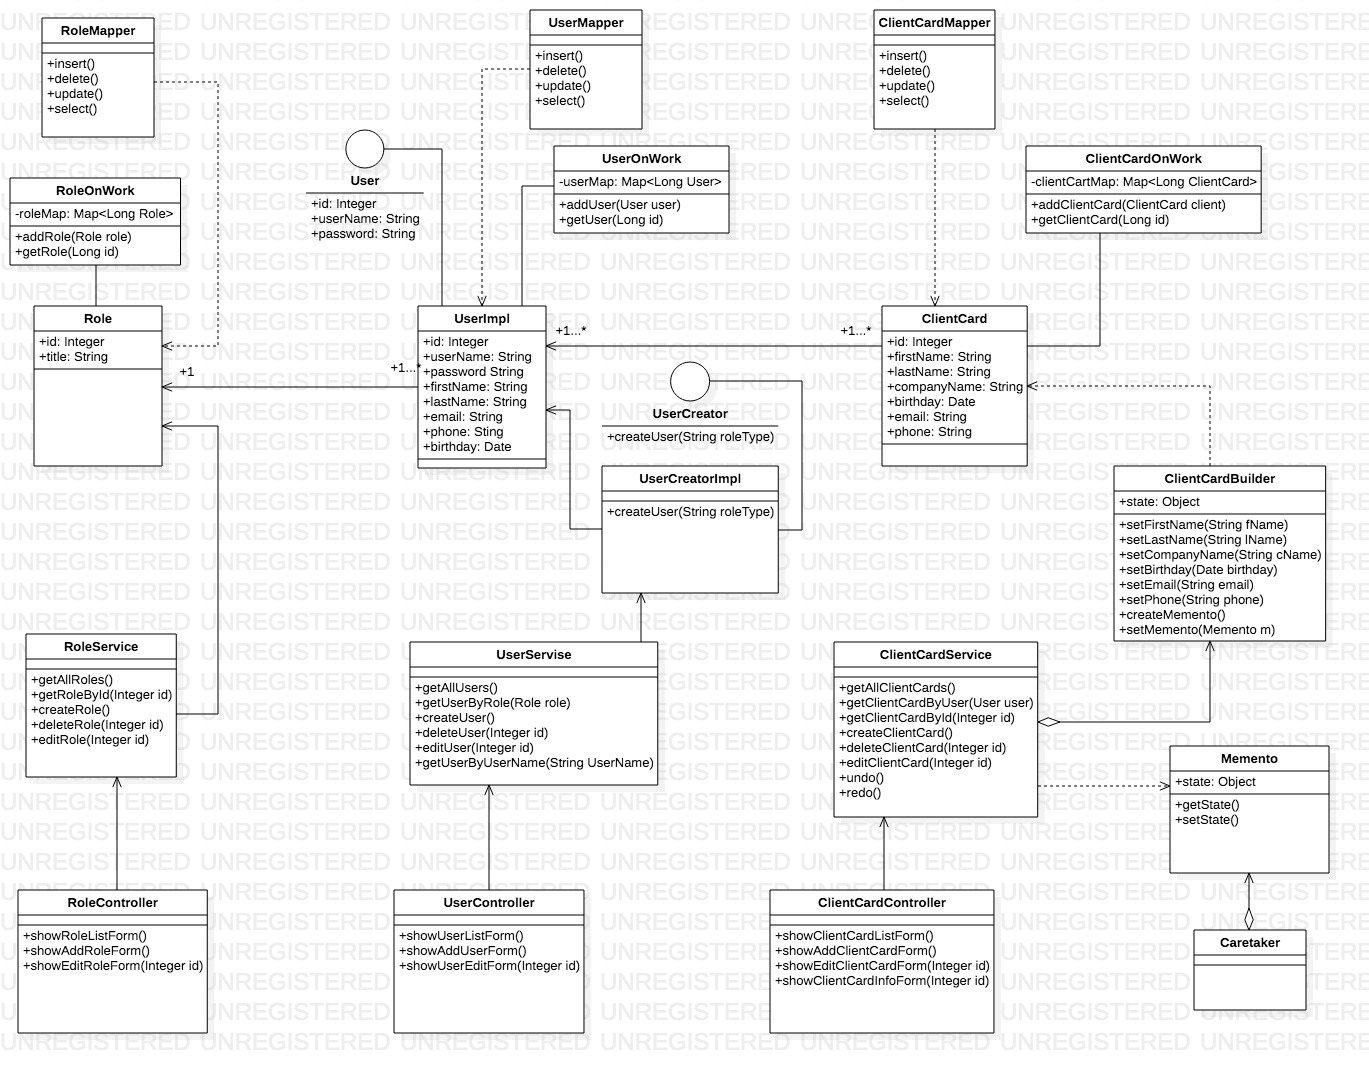 RoleMapper
+insert()
+delete()
+update()
+select()
UserMapper
+insert()
+delete()
+update()
+select()
ClientCardMapper
+insert()
+delete()
+update()
+select()
User
+id: Integer
+userName: String
+password: String
UserOnWork
-userMap: Map<Long User>
+addUser(User user)
+getUser(Long id)
ClientCardOnWork
-clientCartMap: Map<Long ClientCard>
+addClientCard(ClientCard client)
+getClientCard(Long id)
RoleOnWork
-roleMap: Map<Long Role>
+addRole(Role role)
+getRole(Long id)
Role
+id: Integer
+title: String
+1
+1...*
UserImpl
+id: Integer
+userName: String
+password String
+firstName: String
+lastName: String
+email: String
+phone: Sting
+birthday: Date
+1...*
+1...*
ClientCard
+id: Integer
+firstName: String
+lastName: String
+companyName: String
+birthday: Date
+email: String
+phone: String
UserCreator
+createUser(String roleType)
UserCreatorImpl
+createUser(String roleType)
ClientCardBuilder
+state: Object
+setFirstName(String fName)
+setLastName(String lName)
+setCompanyName(String cName)
+setBirthday(Date birthday)
+setEmail(String email)
+setPhone(String phone)
+createMemento()
+setMemento(Memento m)
RoleService
+getAllRoles()
+getRoleById(Integer id)
+createRole()
+deleteRole(Integer id)
+editRole(Integer id)
UserServise
+getAllUsers()
+getUserByRole(Role role)
+createUser()
+deleteUser(Integer id)
+editUser(Integer id)
+getUserByUserName(String UserName)
ClientCardService
+getAllClientCards()
+getClientCardByUser(User user)
+getClientCardById(Integer id)
+createClientCard()
+deleteClientCard(Integer id)
+editClientCard(Integer id)
+undo()
+redo()
Memento
+state: Object
+getState()
+setState()
RoleController
+showRoleListForm()
+showAddRoleForm()
+showEditRoleForm(Integer id)
UserController
+showUserListForm()
+showAddUserForm()
+showUserEditForm(Integer id)
ClientCardController
+showClientCardListForm()
+showAddClientCardForm()
+showEditClientCardForm(Integer id)
+showClientCardInfoForm(Integer id)
Caretaker
UNREGISTERED